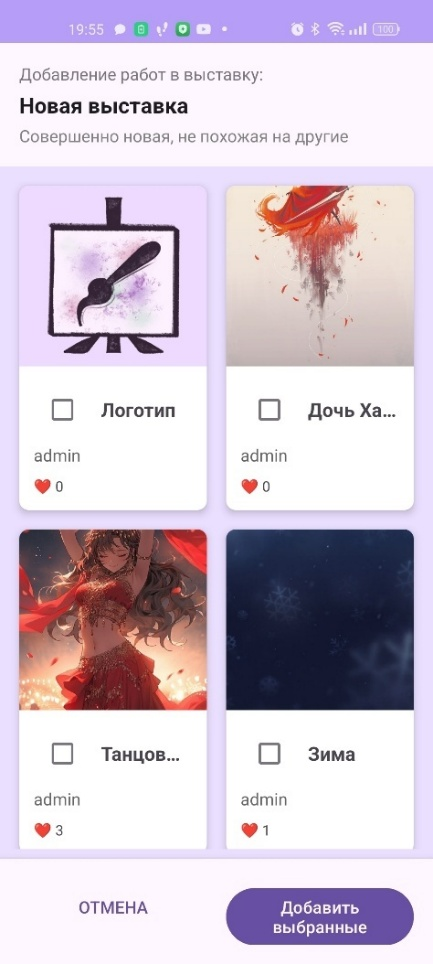 19:55
100
Добавление работ в выставку:
Новая выставка
Совершенно новая, не похожая на другие
Логотип
Дочь Ха...
admin
admin
0
0
Танцов...
Зима
admin
admin
3
1
ОТМЕНА
Добавить
выбранные